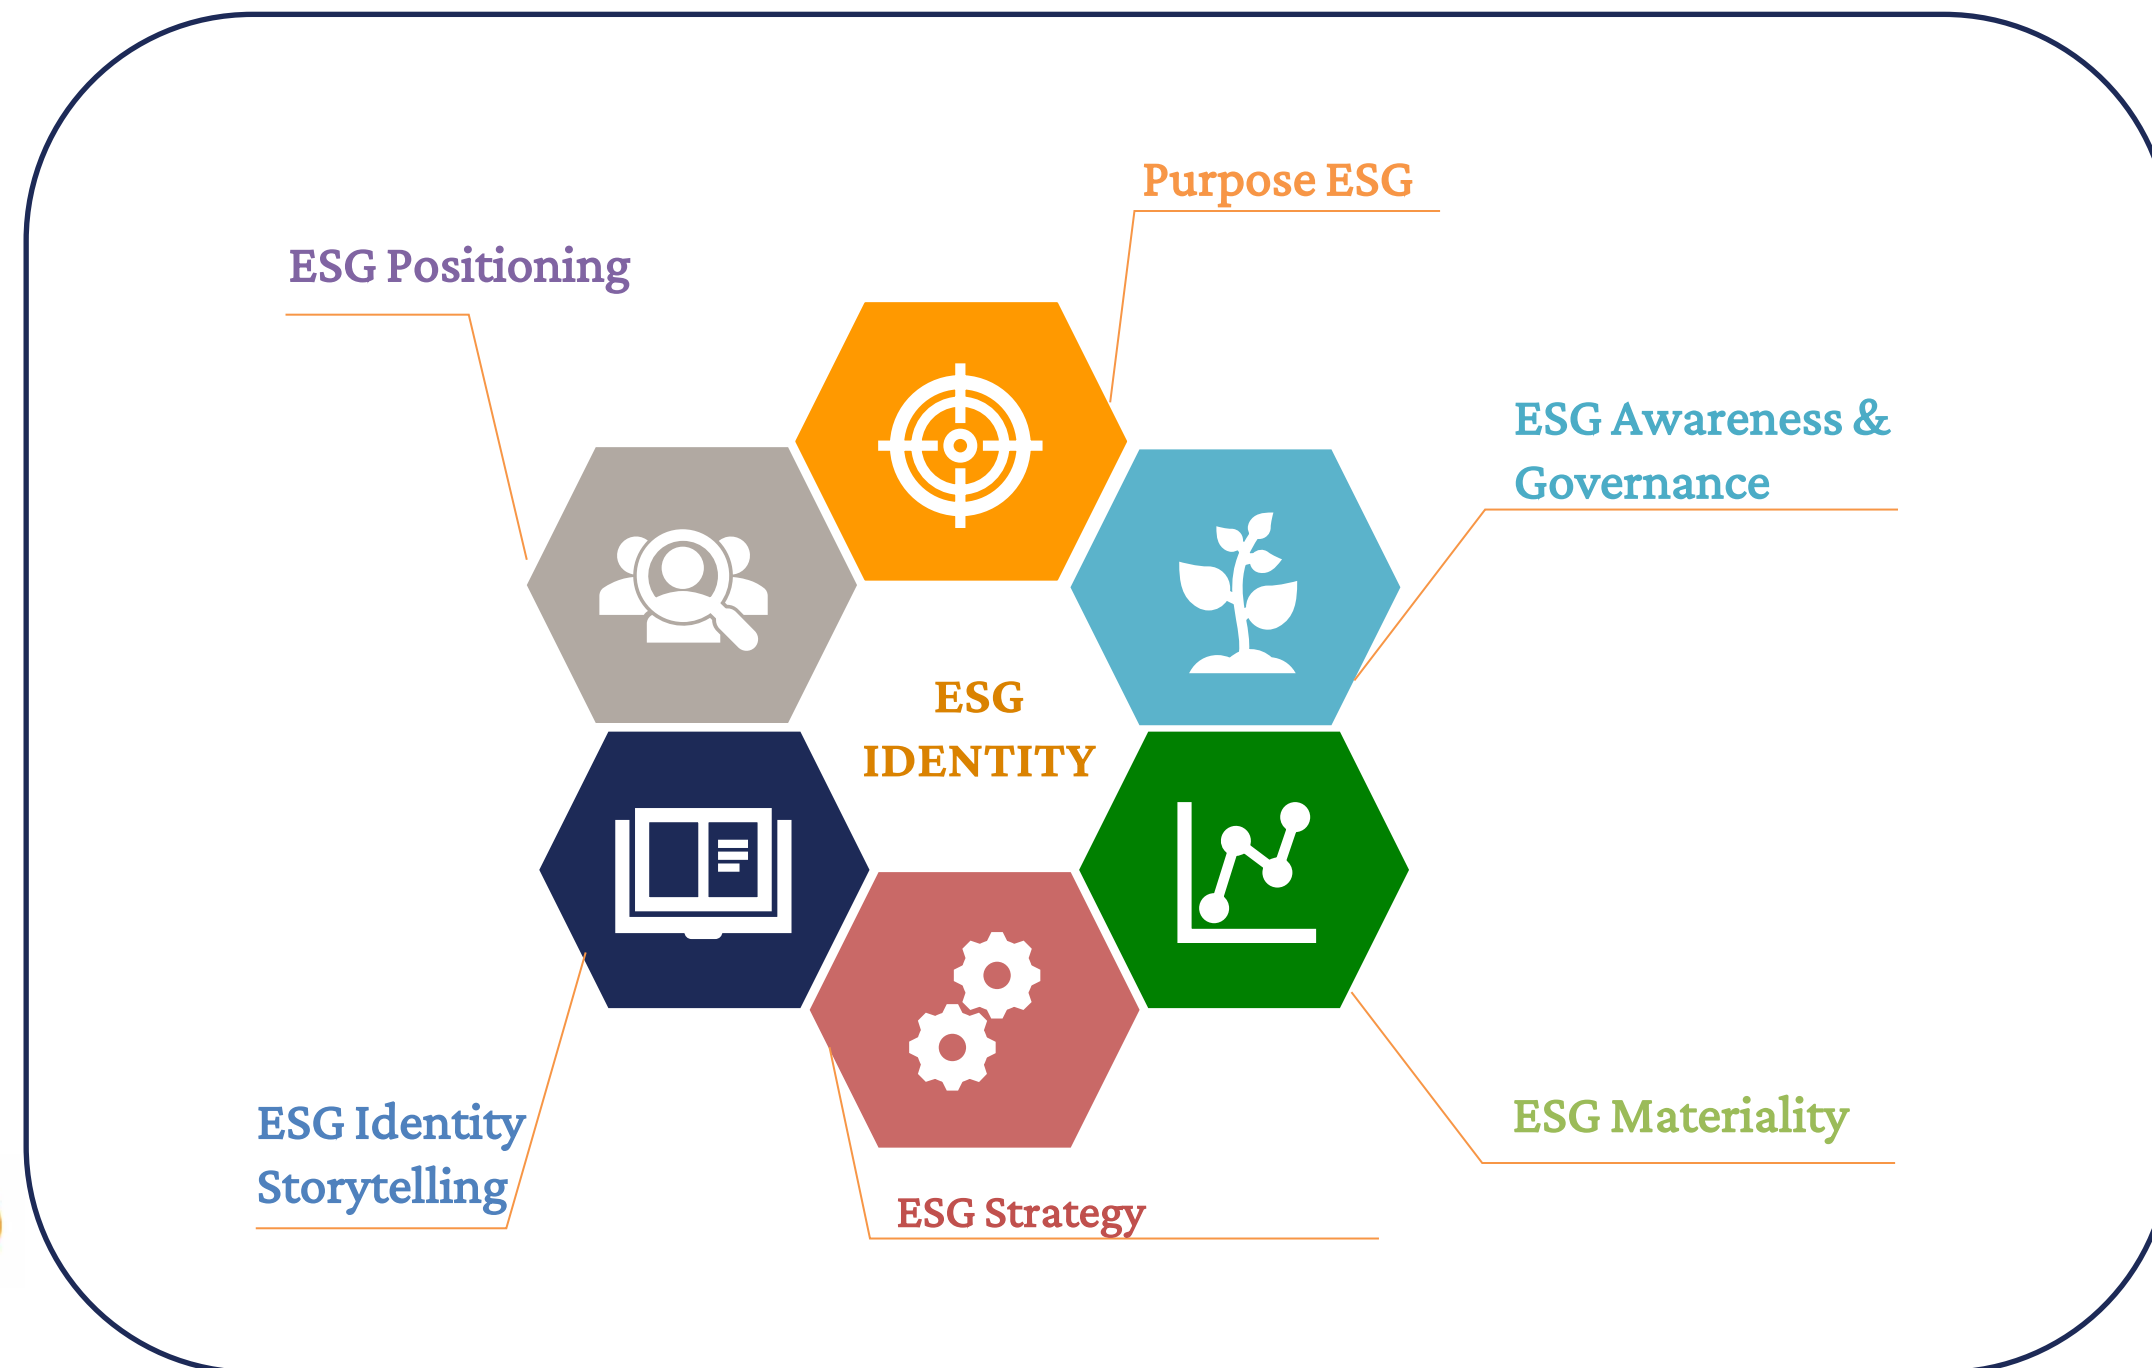 Purpose ESG
ESG Positioning
ESG Awareness &
Governance
ESG
IDENTITY
ESG Identity
Storytelling
ESG Materiality
ESG Strategy